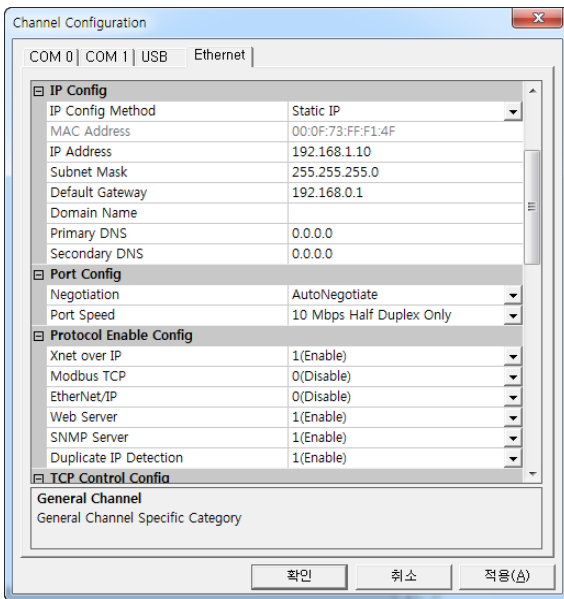 Channel Configuration
COM 0 COM 1 USB Ethernet
IP Config
IP Config Method Static IP
MAC Address 00:0F:73:FF:F1:4F
IP Address 192.168.1.10
Subnet Mask 255.255.255.0
Default Gateway 192.168.0.1
Domain Name
Primary DNS 0.0.0.0
Secondary DNS 0.0.0.0
Port Config
Negotiation AutoNegotiate
Port Speed 10 Mbps Half Duplex Only
Protocol Enable Config
Xnet over IP 1(Enable)
Modbus TCP 0(Disable)
EtherNet/IP 0(Disable)
Web Server 1(Enable)
SNMP Server 1(Enable)
Duplicate IP Detection 1(Enable)
TCP Control Config
General Channel
General Channel Specific Category
확인 취소 적용(A)